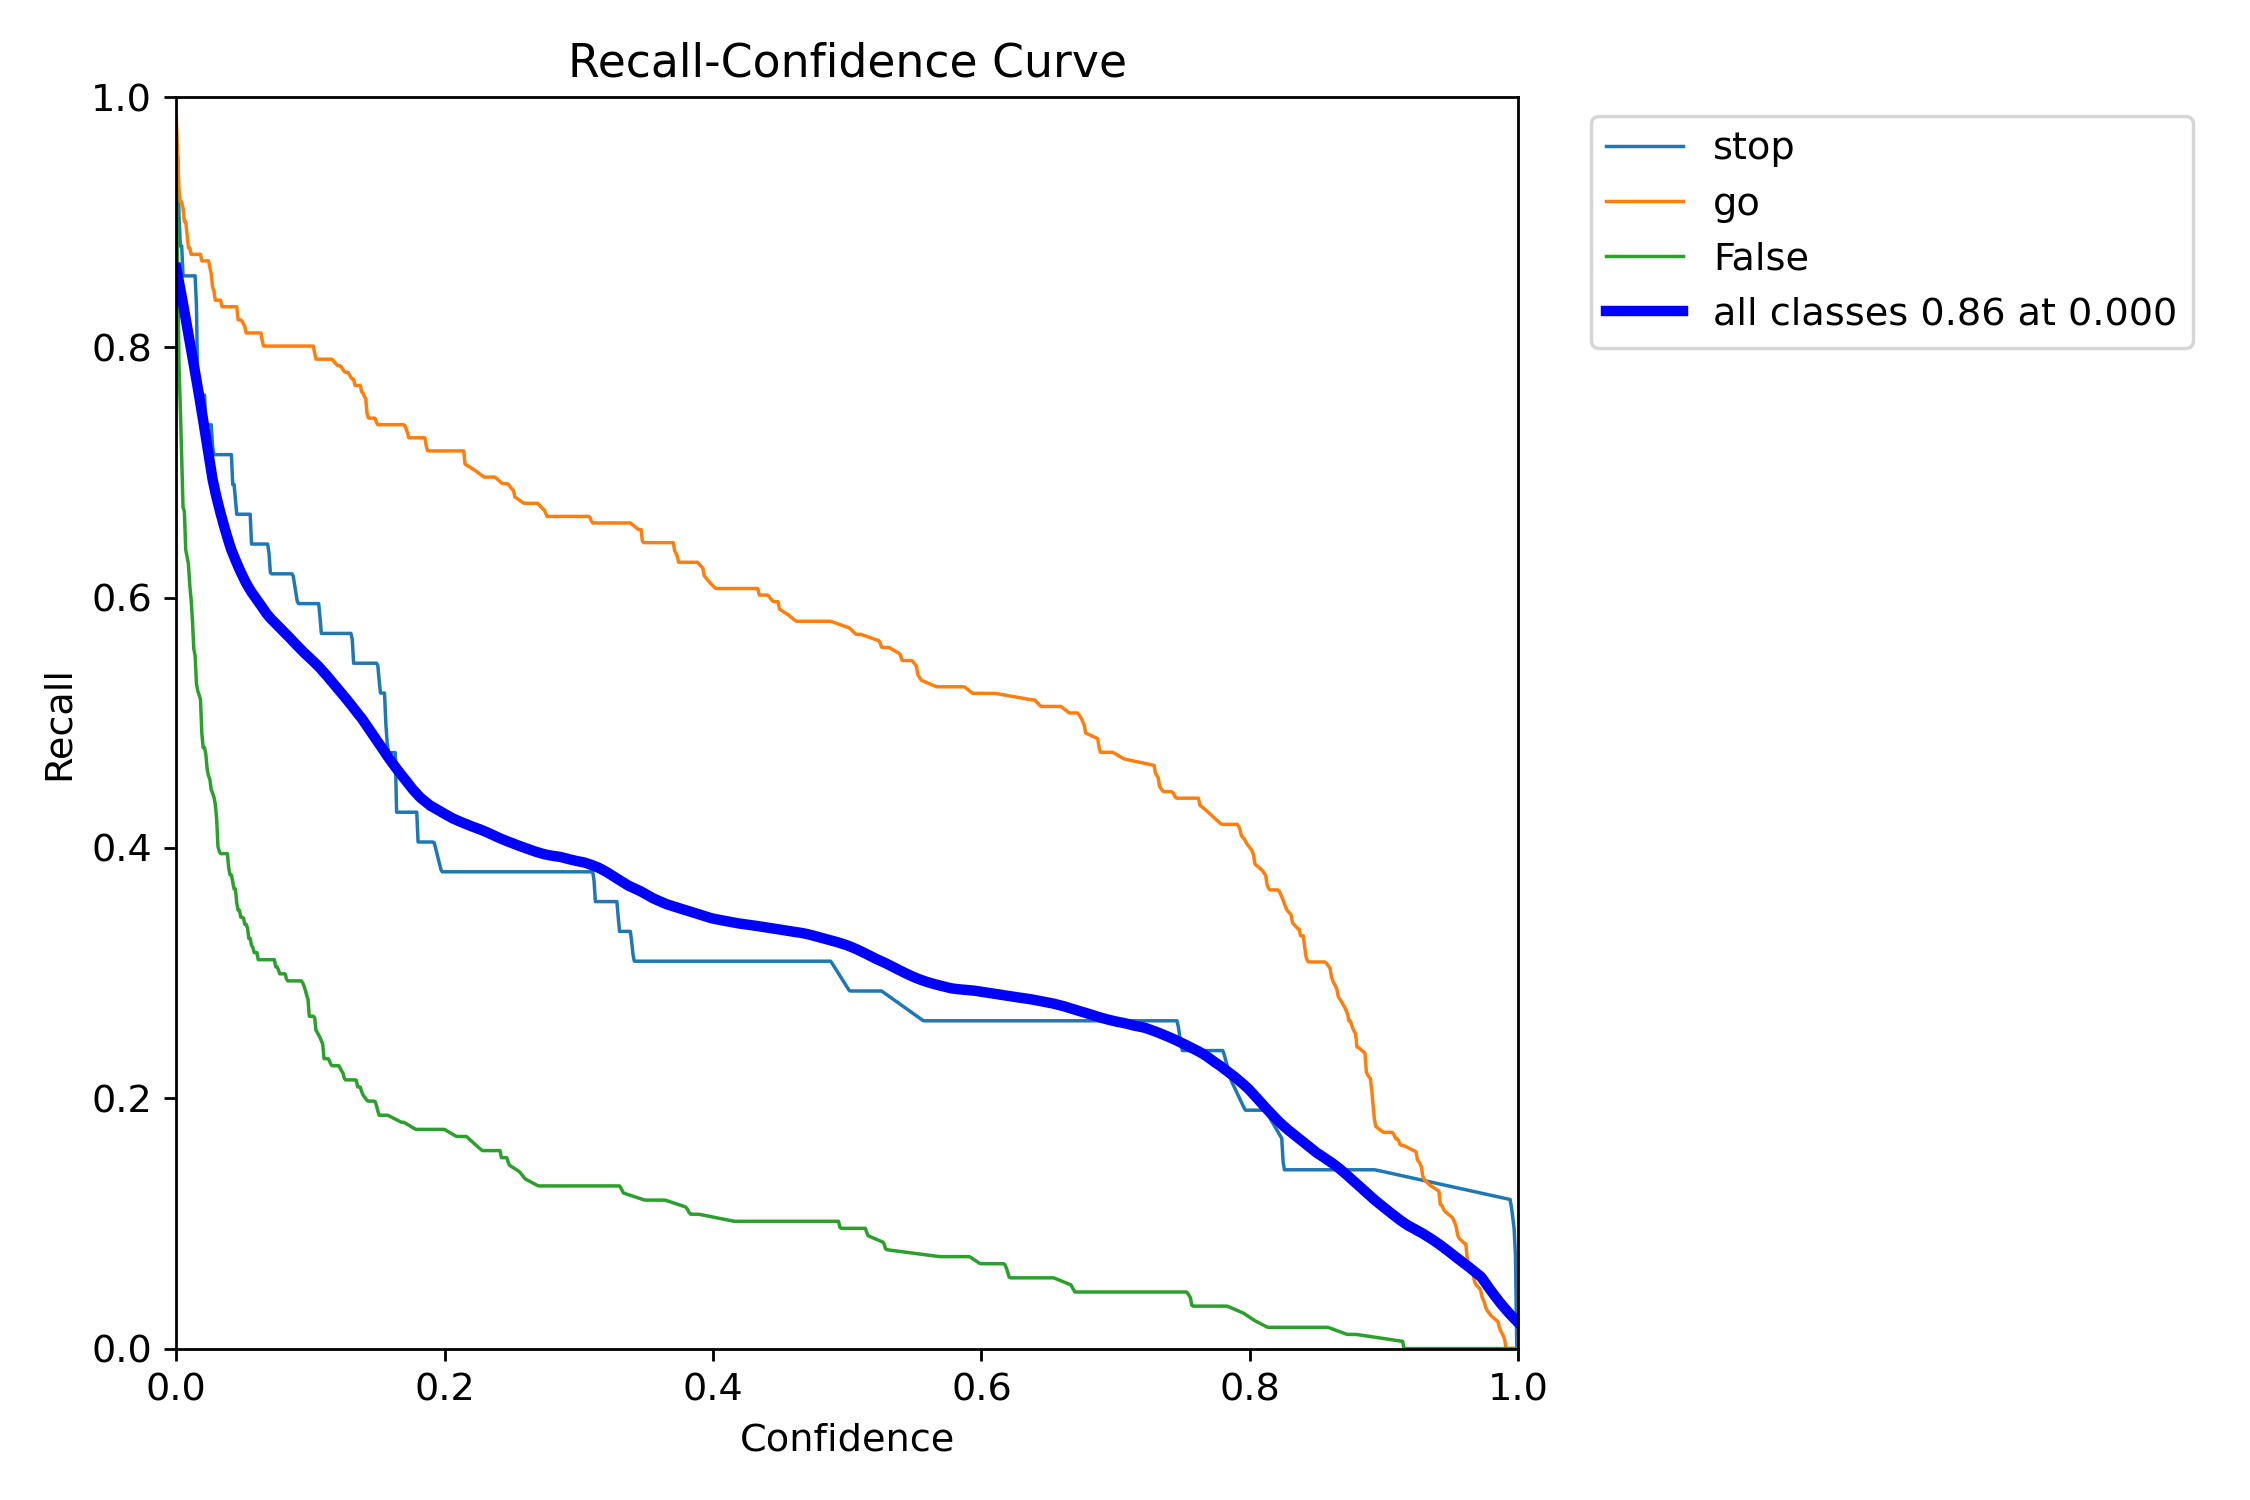 Recall-Confidence Curve
1.0
0.8
0.6
0.4
0.2
0.0
Recall
0.0 0.2 0.4 0.6 0.8 1.0
Confidence
stop
go
False
all classes 0.86 at 0.000